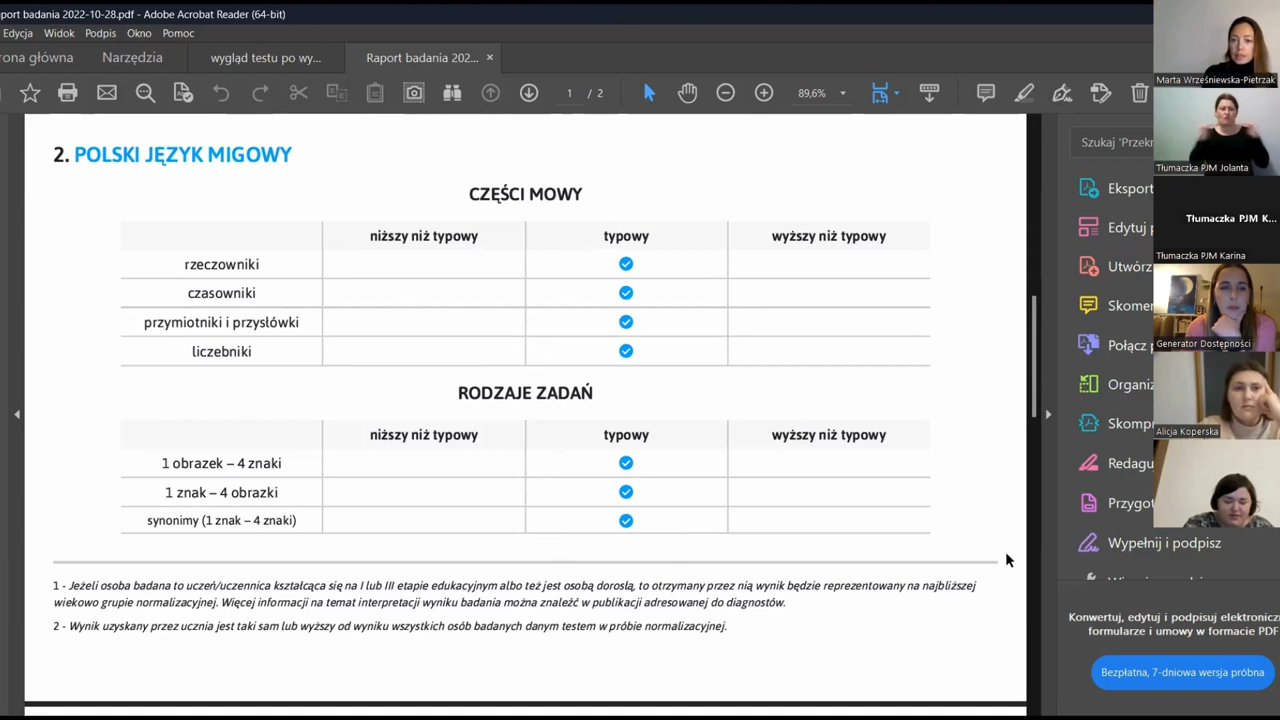 port badania 2022-10-28.pdf - Adobe Acrobat Reader (64-bit)
Edycja Widok Podpis Okno Pomoc
ona główna Narzędzia wygląd testu po wy... Raport badania 202... ×
1 / 2 89,6%
2. POLSKI JĘZYK MIGOWY
CZĘŚCI MOWY
niższy niż typowy typowy wyższy niż typowy
rzeczowniki
czasowniki
przymiotniki i przysłówki
liczebniki
RODZAJE ZADAŃ
niższy niż typowy typowy wyższy niż typowy
1 obrazek – 4 znaki
1 znak – 4 obrazki
synonimy (1 znak – 4 znaki)
1 - Jeżeli osoba badana to uczeń/uczennica kształcąca się na I lub III etapie edukacyjnym albo też jest osobą dorosłą, to otrzymany przez nią wynik będzie reprezentowany na najbliższej
wiekowo grupie normalizacyjnej. Więcej informacji na temat interpretacji wyniku badania można znaleźć w publikacji adresowanej do diagnostów.
2 - Wynik uzyskany przez ucznia jest taki sam lub wyższy od wyniku wszystkich osób badanych danym testem w próbie normalizacyjnej.
Szukaj 'Przekr
Eksport
Edytuj p
Utwórz
Skomen
Połącz p
Organiz
Skompr
Redagu
Przygot
Wypełnij i podpisz
Konwertuj, edytuj i podpisuj elektroniczn
formularze i umowy w formacie PDF
Bezpłatna, 7-dniowa wersja próbna
Marta Wrześniewska-Pietrzak
Tłumaczka PJM Jolanta
Tłumaczka PJM K...
Tłumaczka PJM Karina
Generator Dostępności
Alicja Koperska